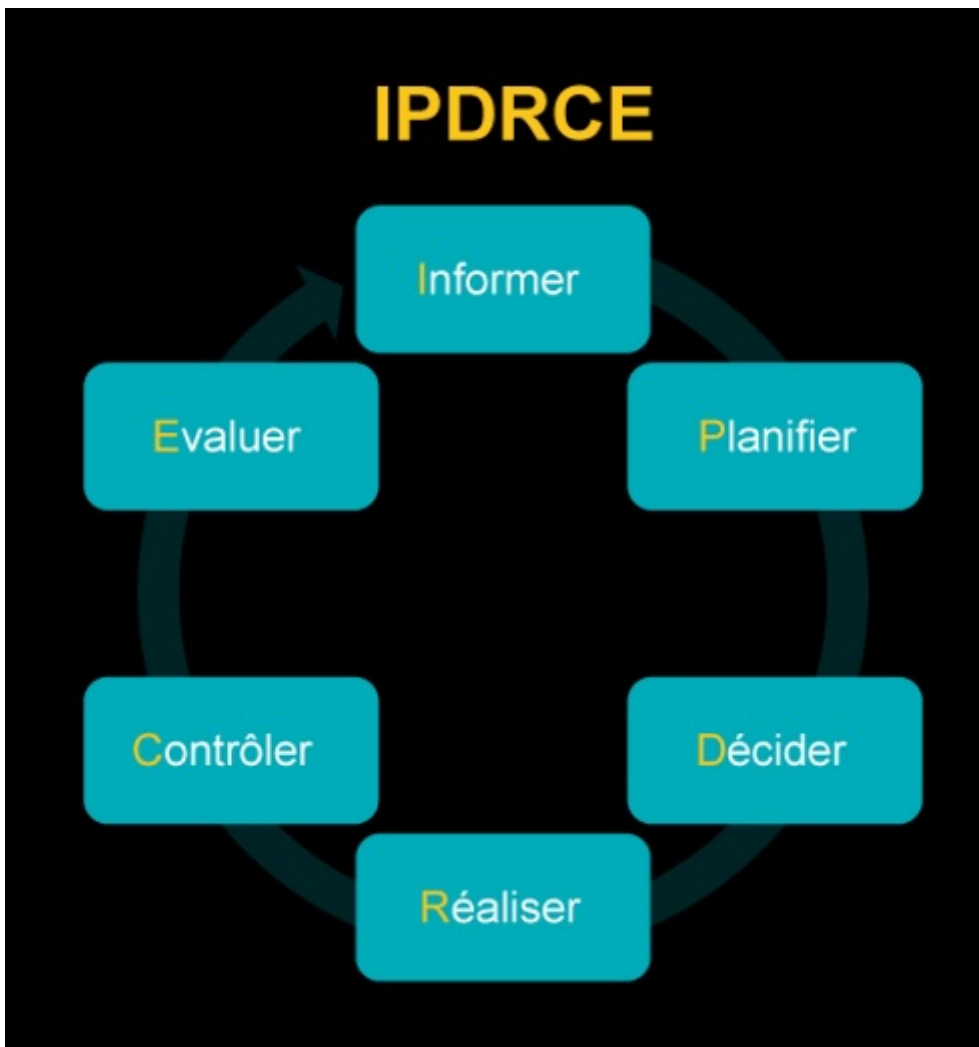 IPDRCE
Informer
Planifier
Décider
Réaliser
Contrôler
Evaluer